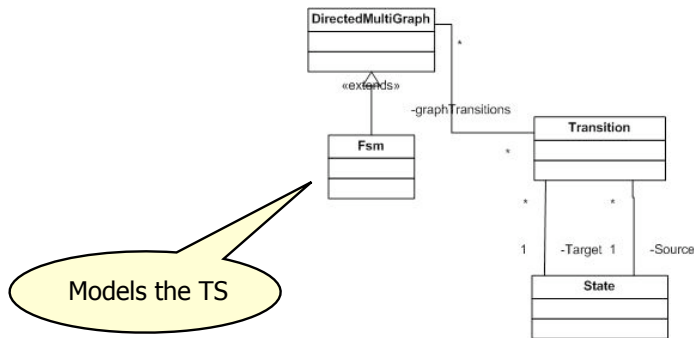 DirectedMultiGraph
*
«extends»
-graphTransitions
Transition
Fsm
*
*
*
1
-Target
1
-Source
Models the TS
State